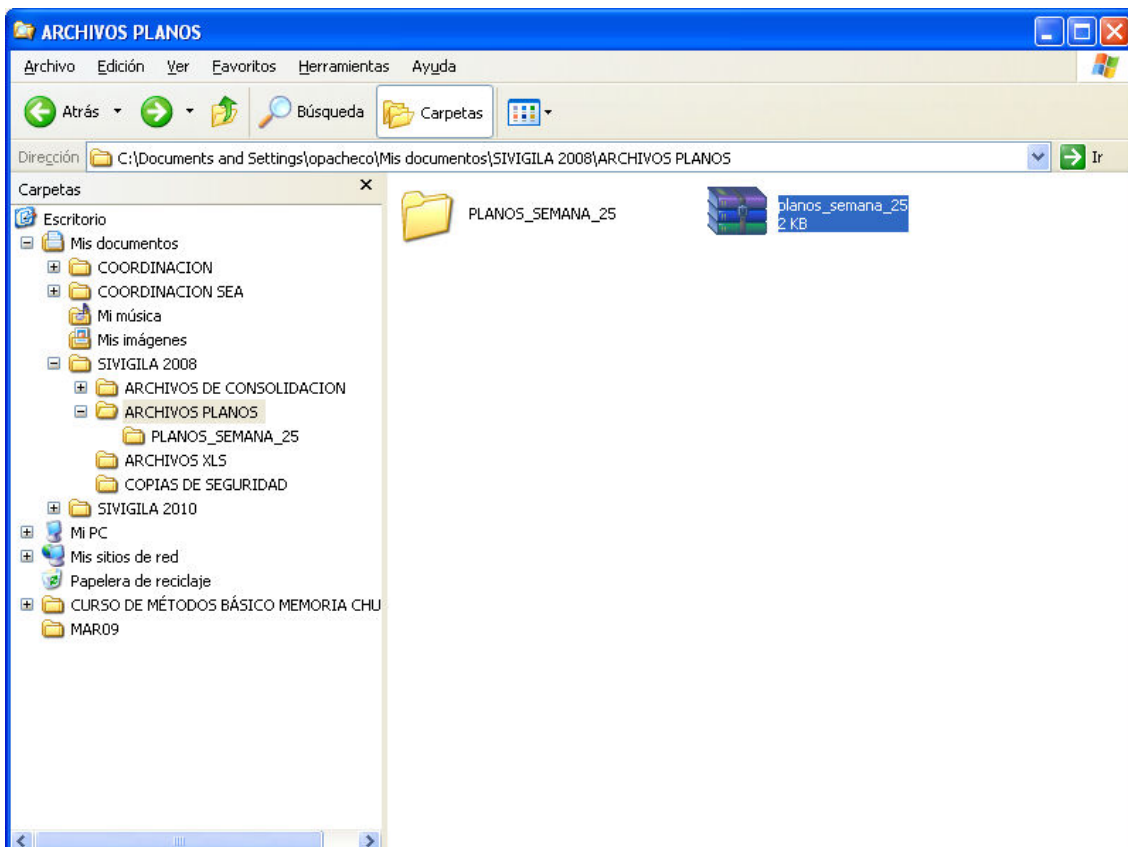 ARCHIVOS PLANOS
Archivo Edición Ver Favoritos Herramientas Ayuda
Atrás Búsqueda Carpetas
Dirección C:\Documents and Settings\opacheco\Mis documentos\SIVIGILA 2008\ARCHIVOS PLANOS Ir
Carpetas
Escritorio
Mis documentos
COORDINACION
COORDINACION SEA
Mi música
Mis imágenes
SIVIGILA 2008
ARCHIVOS DE CONSOLIDACION
ARCHIVOS PLANOS
PLANOS_SEMANA_25
ARCHIVOS XLS
COPIAS DE SEGURIDAD
SIVIGILA 2010
Mi PC
Mis sitios de red
Papelera de reciclaje
CURSO DE MÉTODOS BÁSICO MEMORIA CHU
MAR09
PLANOS_SEMANA_25
planos_semana_25
2 KB